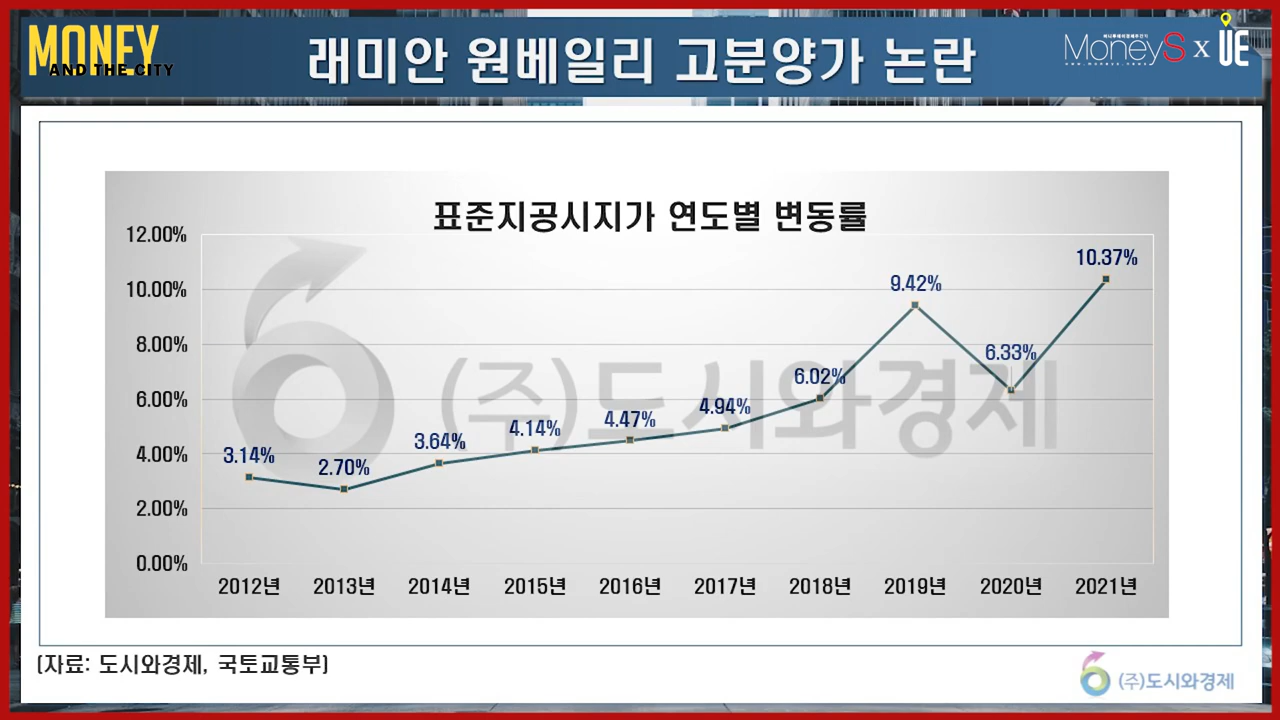 MONEY
AND THE CITY
래미안 원베일리 고분양가 논란
MoneyS x UE
표준지공시지가 연도별 변동률
12.00%
10.00%
8.00%
6.00%
4.00%
2.00%
0.00%
3.14%
2.70%
3.64%
4.14%
4.47%
4.94%
6.02%
9.42%
6.33%
10.37%
(주)도시와경제
2012년 2013년 2014년 2015년 2016년 2017년 2018년 2019년 2020년 2021년
(자료: 도시와경제, 국토교통부)
(주)도시와경제